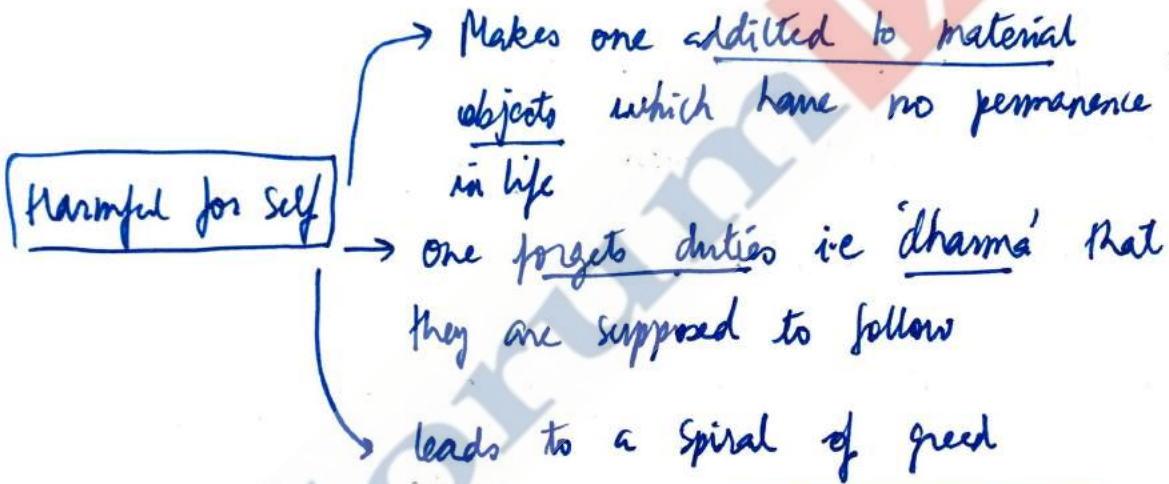 Makes one addicted to material
objects which have no permanence
in life
Harmful for self
one forgets duties i.e 'dharma' that
they are supposed to follow
leads to a spiral of greed
orum